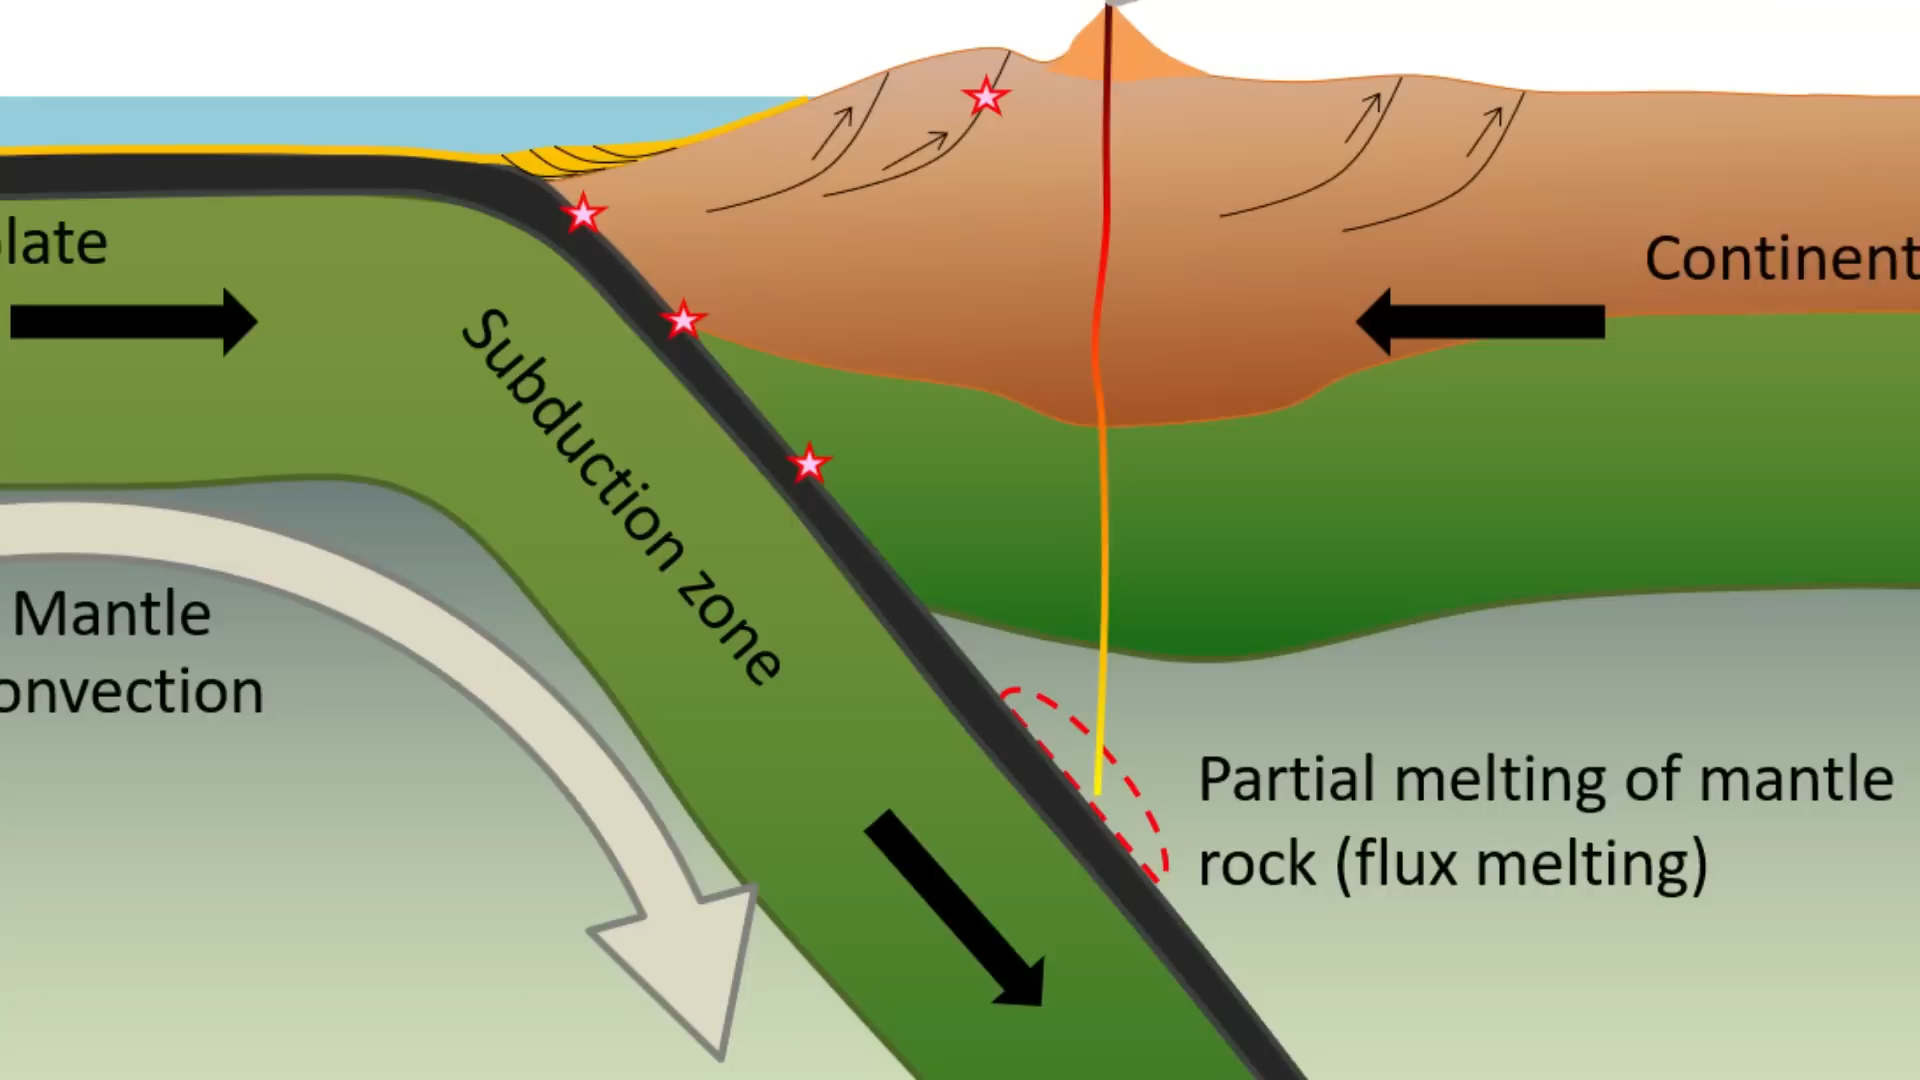 late
Continent
Subduction zone
Mantle
onvection
Partial melting of mantle
rock (flux melting)